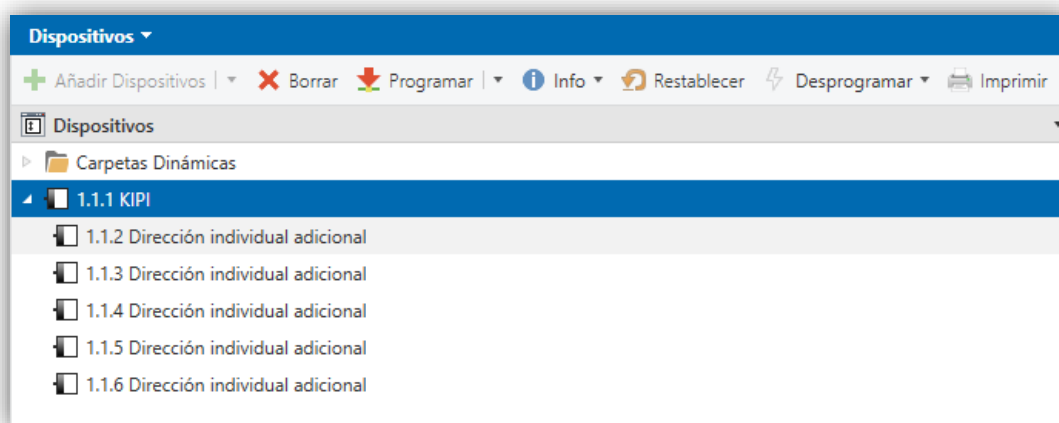 Dispositivos
Añadir Dispositivos Borrar Programar Info Restablecer Desprogramar Imprimir
Dispositivos
Carpetas Dinámicas
1.1.1 KIPI
1.1.2 Dirección individual adicional
1.1.3 Dirección individual adicional
1.1.4 Dirección individual adicional
1.1.5 Dirección individual adicional
1.1.6 Dirección individual adicional